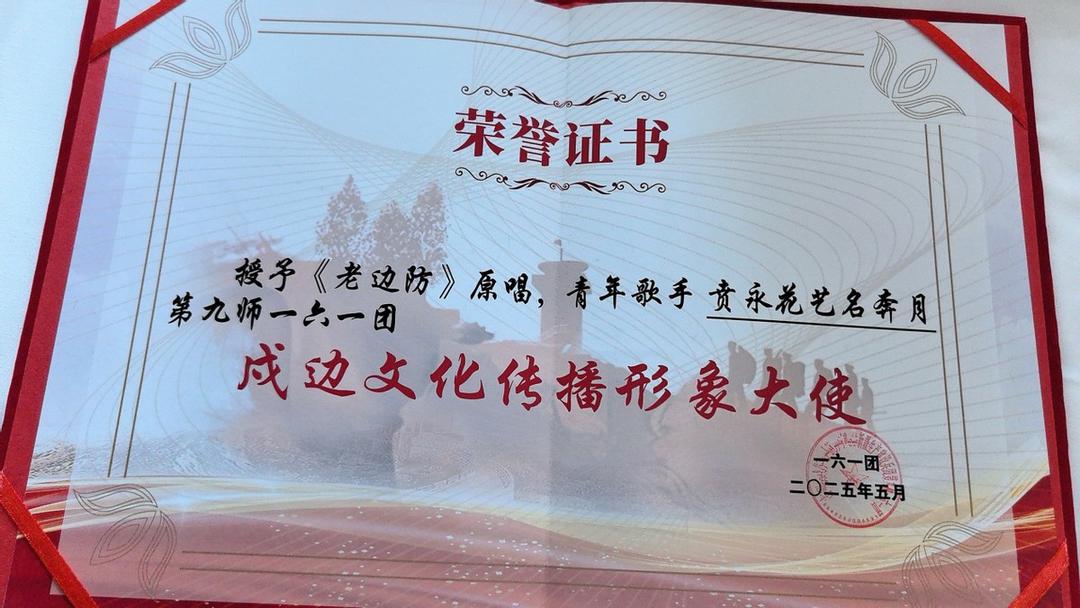 荣誉证书
授予《老边防》原唱，青年歌手 贲永花艺名奔月
第九师一六一团
戍边文化传播形象大使
一六一团
二〇二五年五月